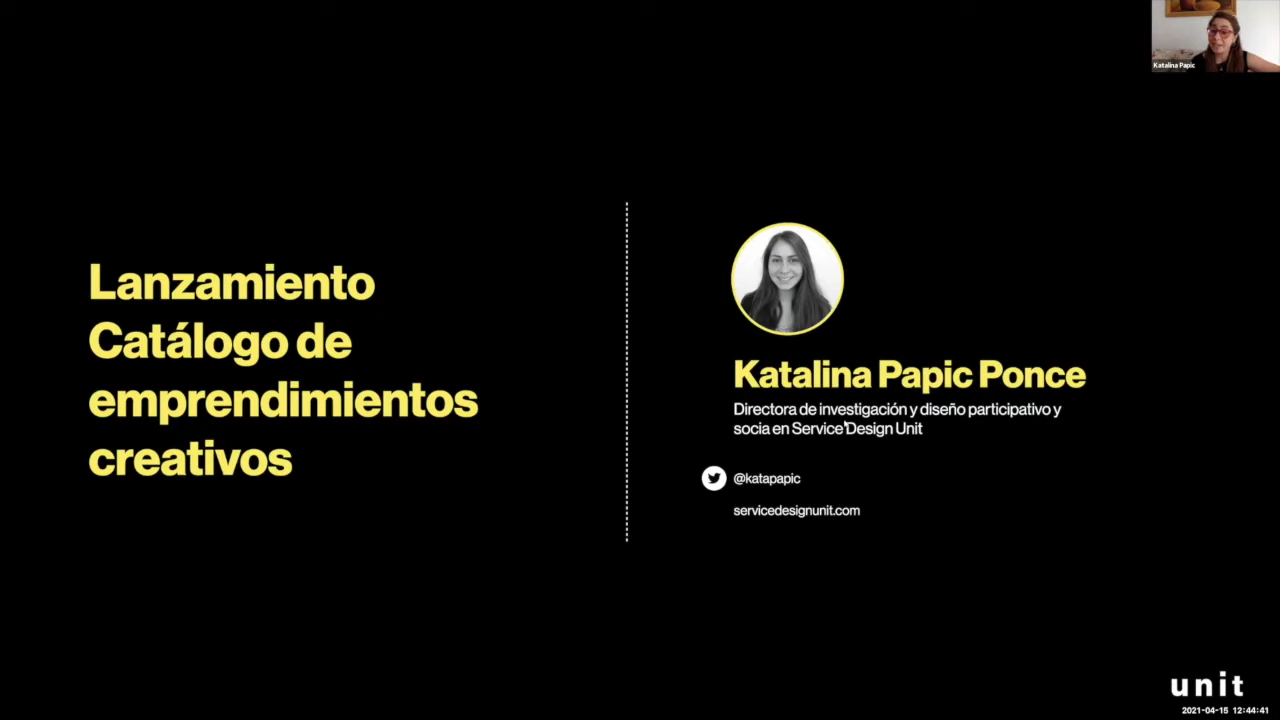 Katalina Papic
Lanzamiento
Catálogo de
emprendimientos
creativos
Katalina Papic Ponce
Directora de investigación y diseño participativo y
socia en Service Design Unit
@katapapic
servicedesignunit.com
unit
2021-04-15 12:44:41